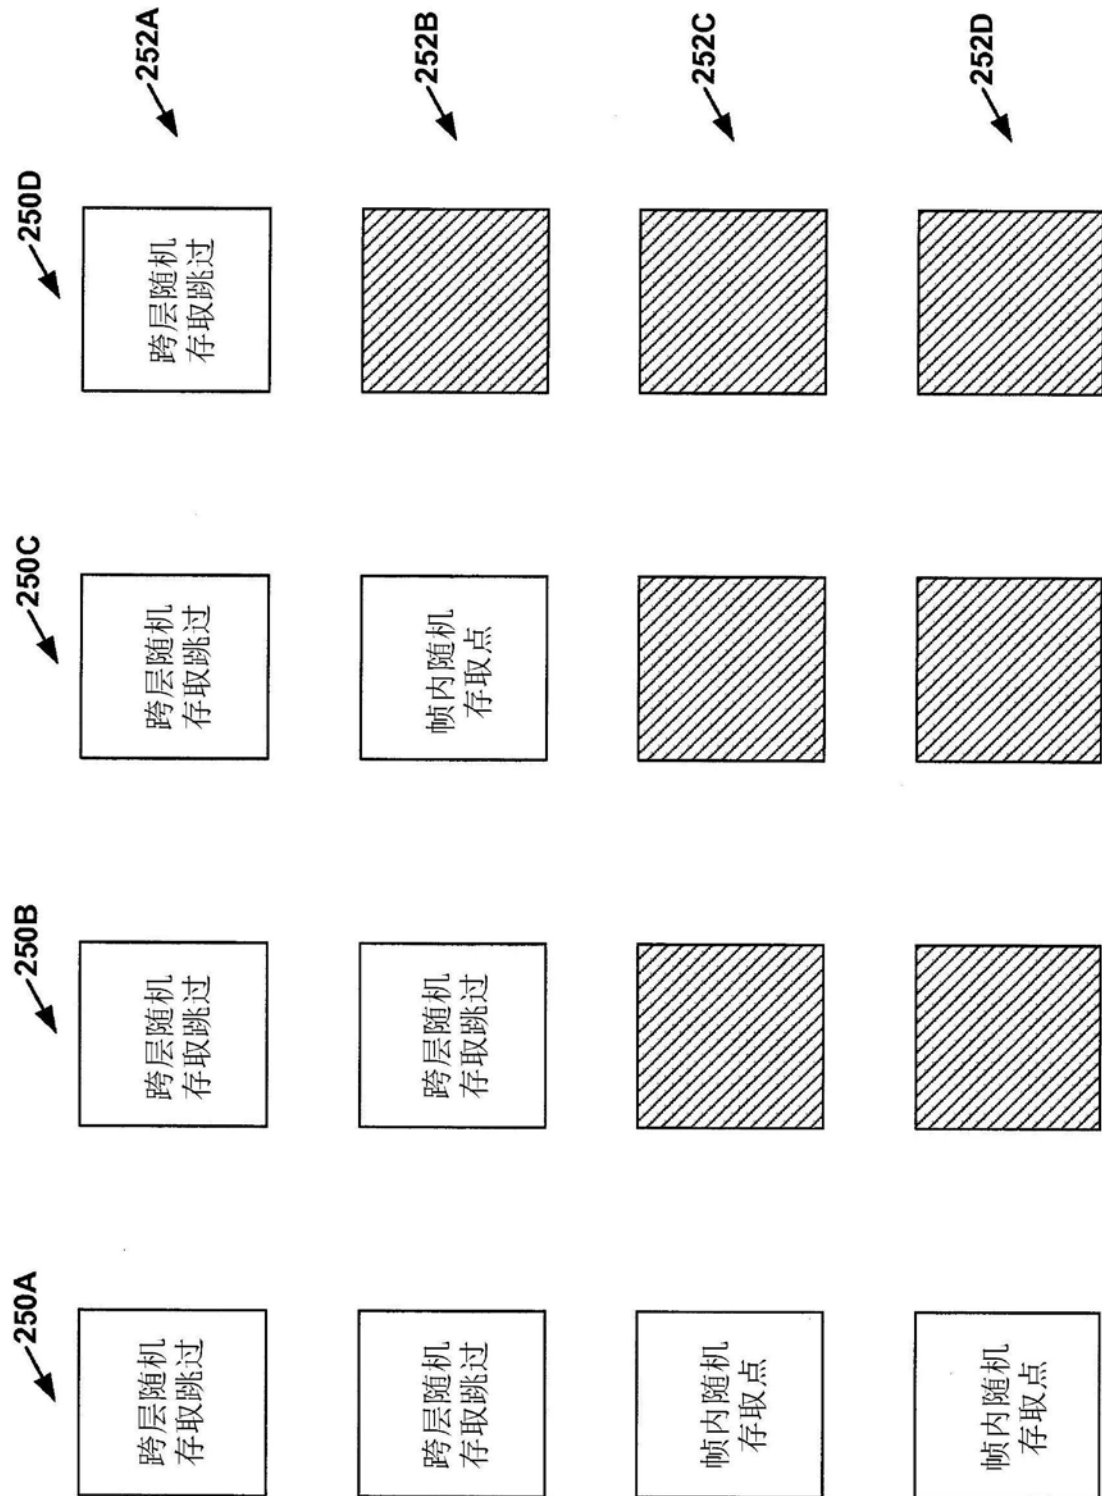 250A
250B
250C
250D
252A
跨层随机
存取跳过
跨层随机
存取跳过
跨层随机
存取跳过
跨层随机
存取跳过
252B
跨层随机
存取跳过
跨层随机
存取跳过
帧内随机
存取点
252C
帧内随机
存取点
252D
帧内随机
存取点